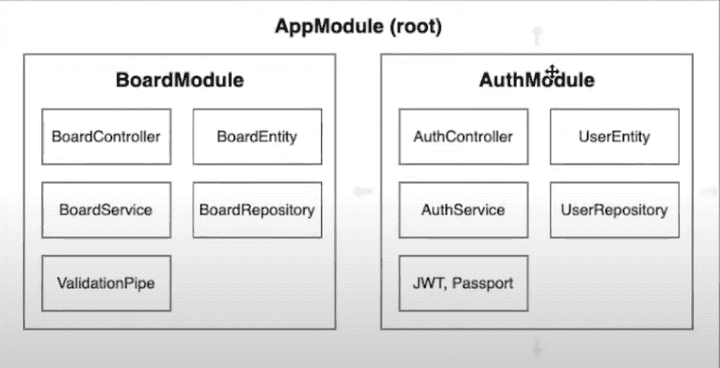 AppModule (root)
BoardModule
BoardController
BoardEntity
BoardService
BoardRepository
ValidationPipe
AuthModule
AuthController
UserEntity
AuthService
UserRepository
JWT, Passport